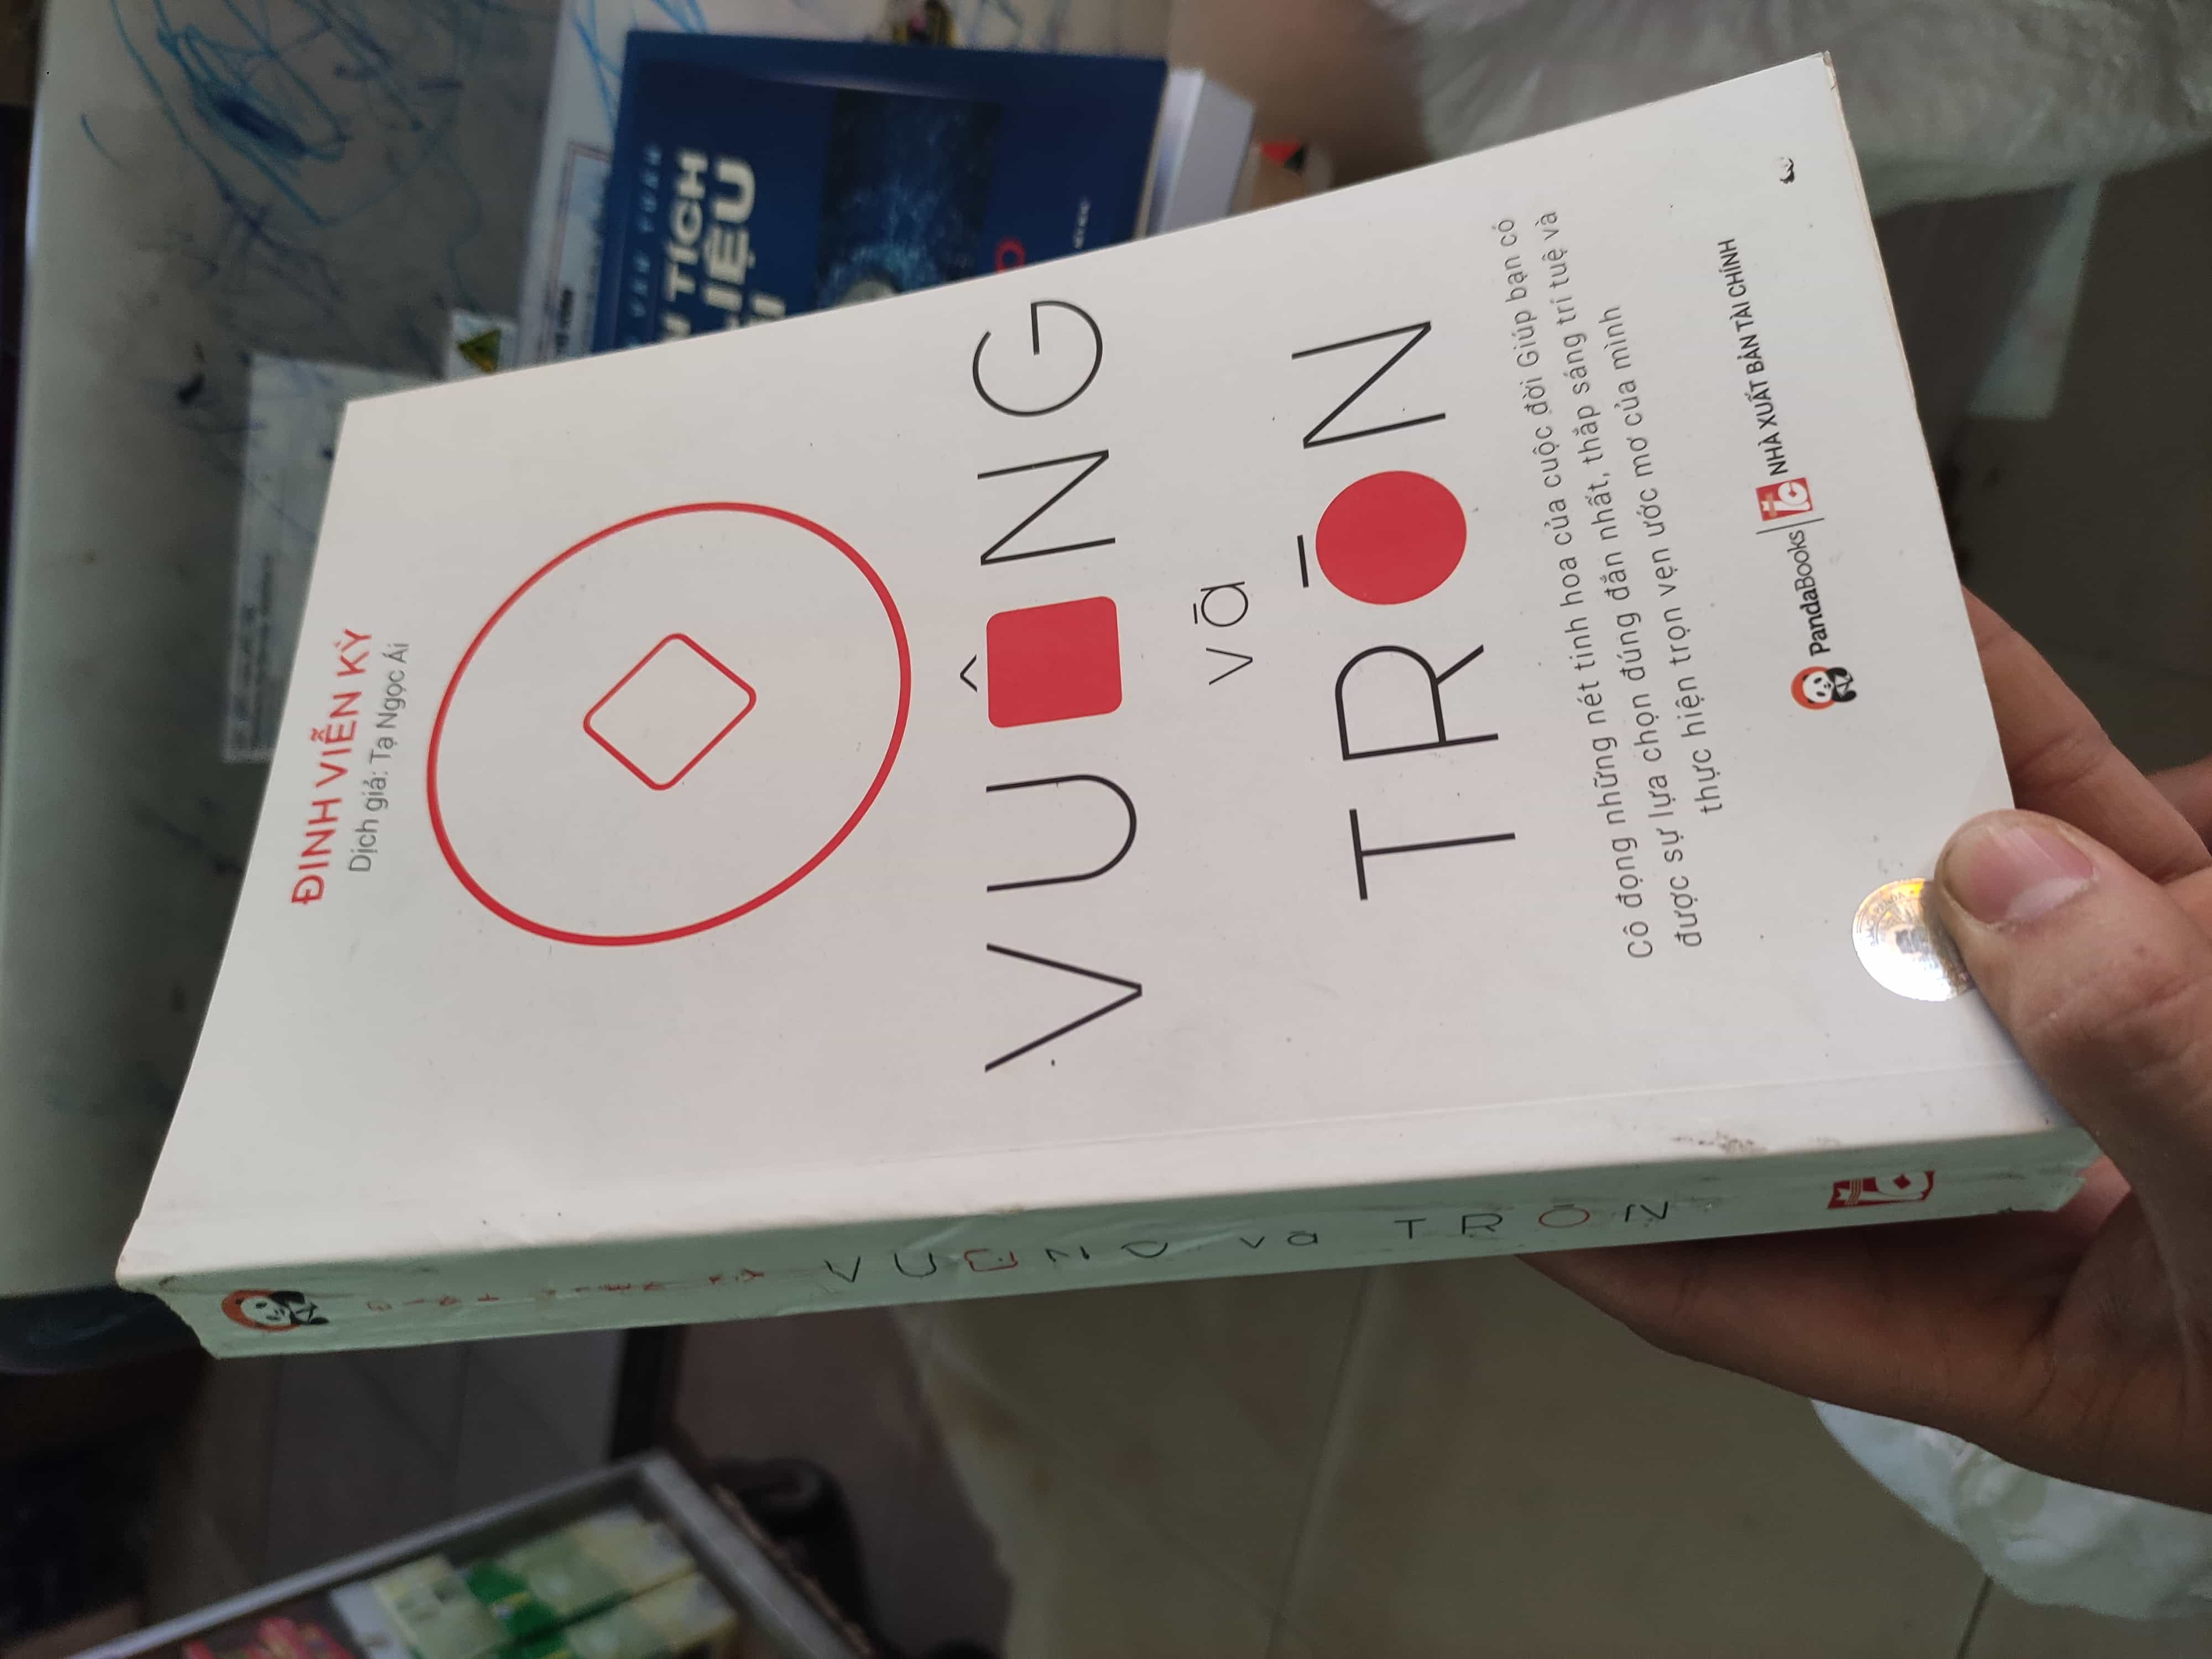 ĐINH VIỄN KỲ
Dịch giả: Tạ Ngọc Ái
VUÔNG
và
TRÒN
Cô đọng những nét tinh hoa của cuộc đời Giúp bạn có
được sự lựa chọn đúng đắn nhất, thắp sáng trí tuệ và
thực hiện trọn vẹn ước mơ của mình
PandaBooks
NHÀ XUẤT BẢN TÀI CHÍNH
VUÔNG và TRÒN
TÍCH
LIỆU